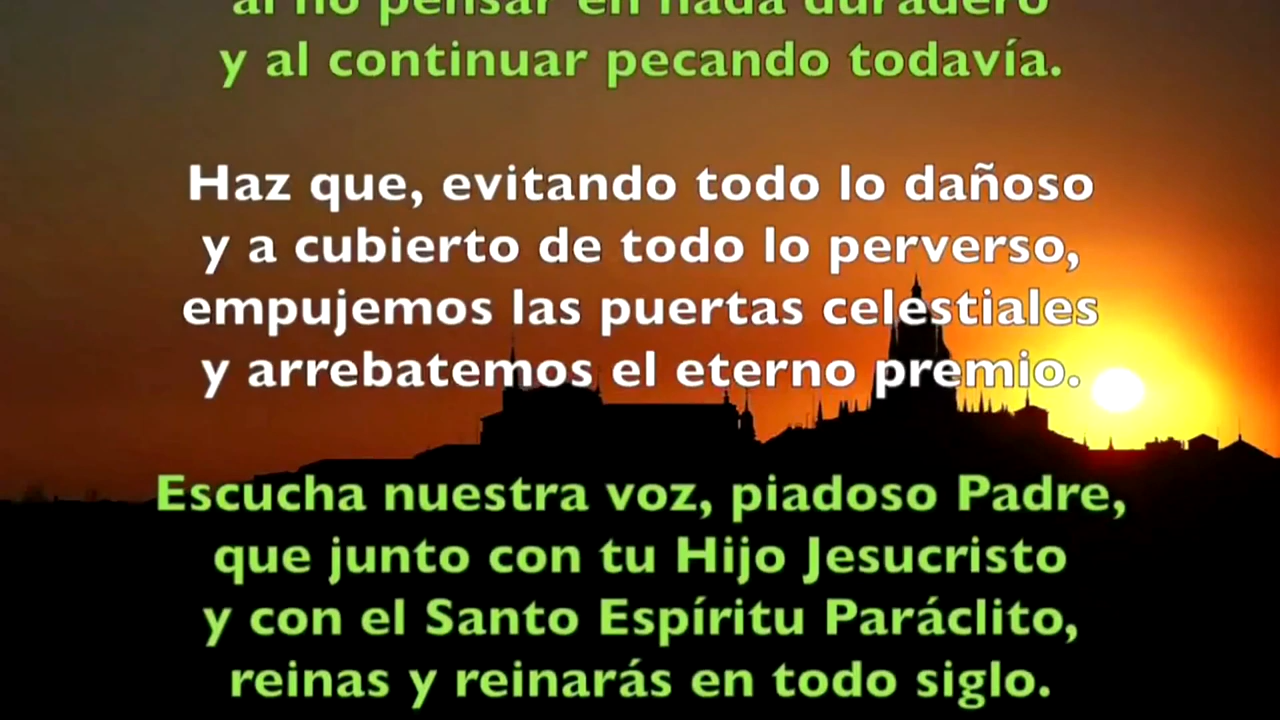 al no pensar en nada duradero
y al continuar pecando todavía.
Haz que, evitando todo lo dañoso
y a cubierto de todo lo perverso,
empujemos las puertas celestiales
y arrebatemos el eterno premio.
Escucha nuestra voz, piadoso Padre,
que junto con tu Hijo Jesucristo
y con el Santo Espíritu Paráclito,
reinas y reinarás en todo siglo.